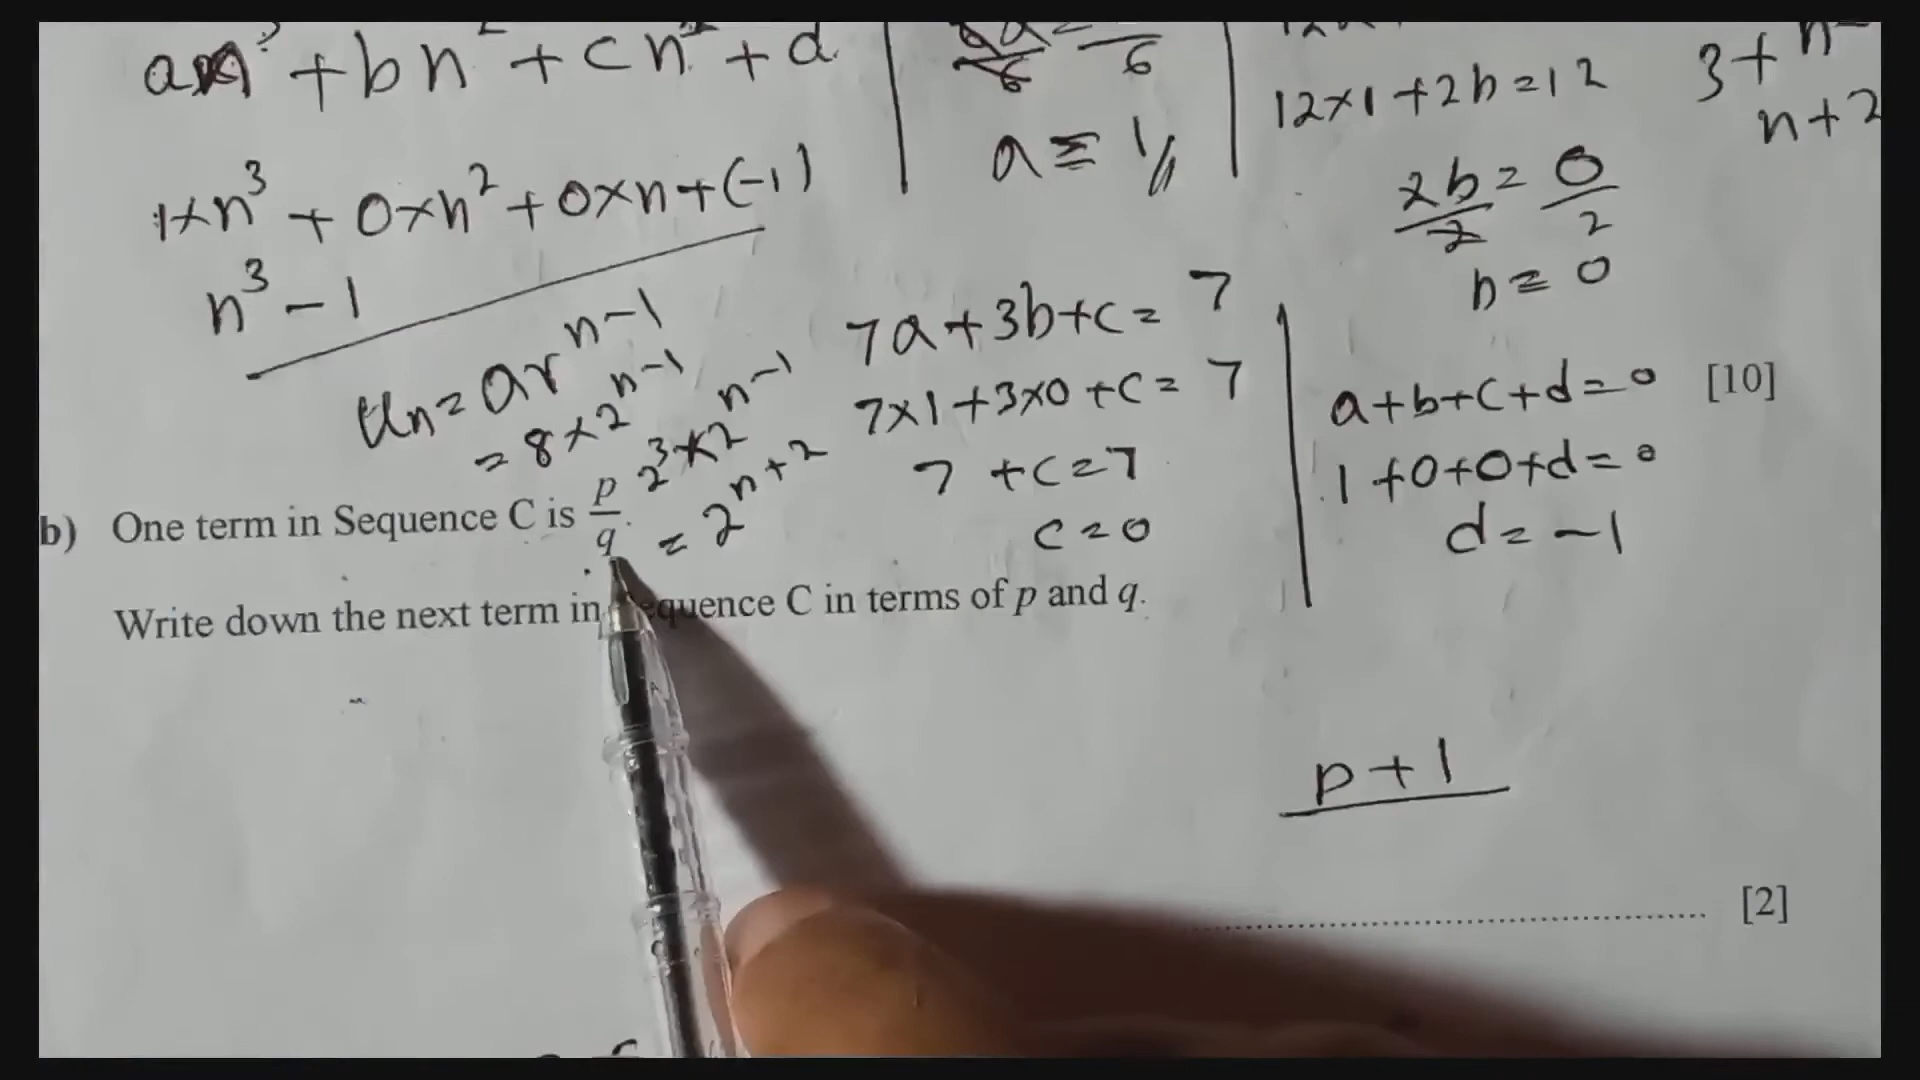 an³ + bn² + cn + d
6
a = 1
12×1+2b=12
3+n-
n+2
1×n³ + 0×n² + 0×n+(-1)
2b = 0
2 2
b = 0
n³ - 1
Un = ar^{n-1}
= 8×2^{n-1}
2³×2^{n-1}
= 2^{n+2}
7a+3b+c= 7
7×1+3×0+c= 7
7 +c=7
c=0
a+b+c+d=0 [10]
1+0+0+d=0
d= -1
b) One term in Sequence C is p/q.
Write down the next term in Sequence C in terms of p and q.
p+1
[2]